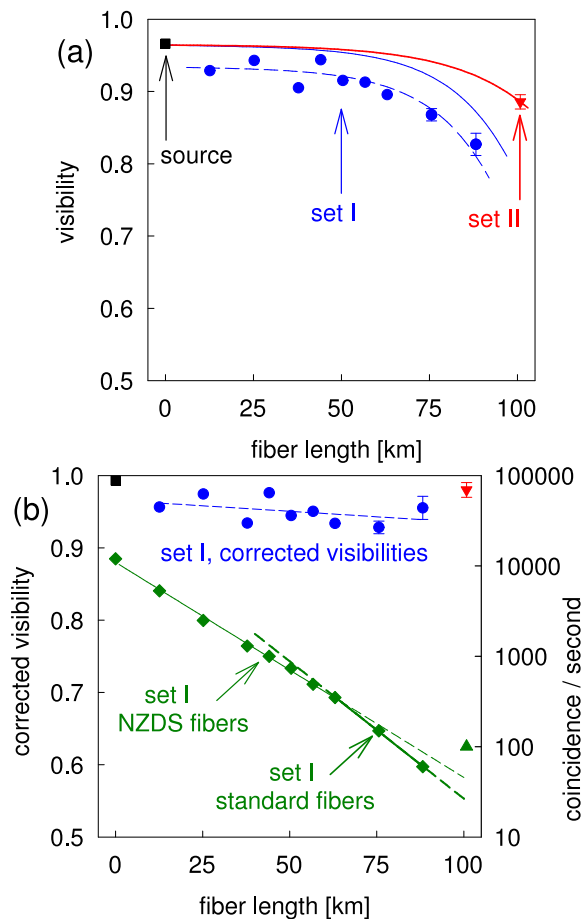 1.0
(a)
0.9
source
0.8
set I
set II
0.7
0.6
0.5
visibility
0
25
50
75
100
fiber length [km]
1.0
100000
(b)
set I, corrected visibilities
0.9
10000
0.8
1000
set I
NZDS fibers
0.7
100
set I
standard fibers
0.6
0.5
10
corrected visibility
coincidence / second
0
25
50
75
100
fiber length [km]